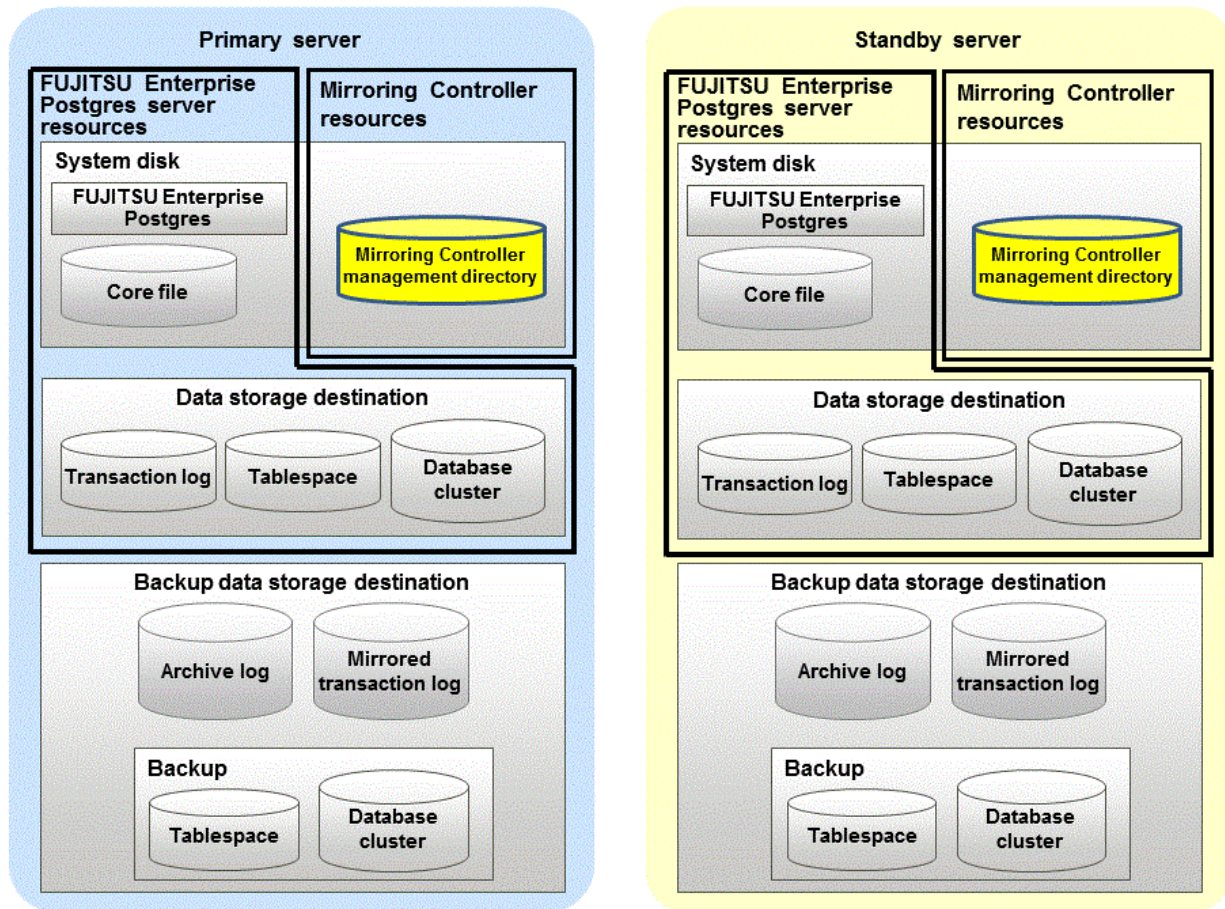 Primary server
FUJITSU Enterprise
Postgres server
resources
Mirroring Controller
resources
System disk
FUJITSU Enterprise
Postgres
Core file
Mirroring Controller
management directory
Data storage destination
Transaction log
Tablespace
Database
cluster
Backup data storage destination
Archive log
Mirrored
transaction log
Backup
Tablespace
Database
cluster
Standby server
FUJITSU Enterprise
Postgres server
resources
Mirroring Controller
resources
System disk
FUJITSU Enterprise
Postgres
Core file
Mirroring Controller
management directory
Data storage destination
Transaction log
Tablespace
Database
cluster
Backup data storage destination
Archive log
Mirrored
transaction log
Backup
Tablespace
Database
cluster